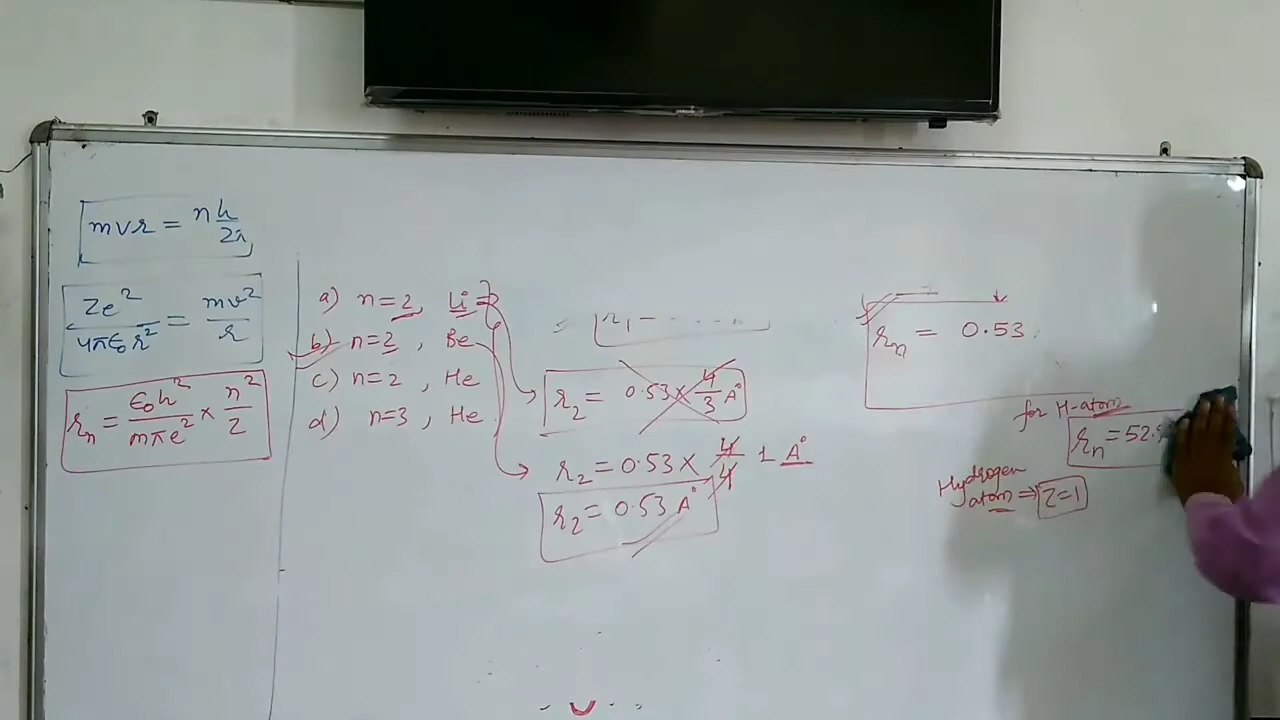 mvr = nh/2π
Ze²/4πε₀r² = mv²/r
rₙ = ε₀h²/mπe² × n²/Z
a) n=2, Li
b) n=2, Be
c) n=2, He
d) n=3, He
r₂ = 0.53 × 4/3 A°
r₂ = 0.53 × 4/4 1 A°
r₂ = 0.53 A°
rₙ = 0.53
for H-atom
rₙ = 52.
Hydrogen
atom ⇒ Z=1